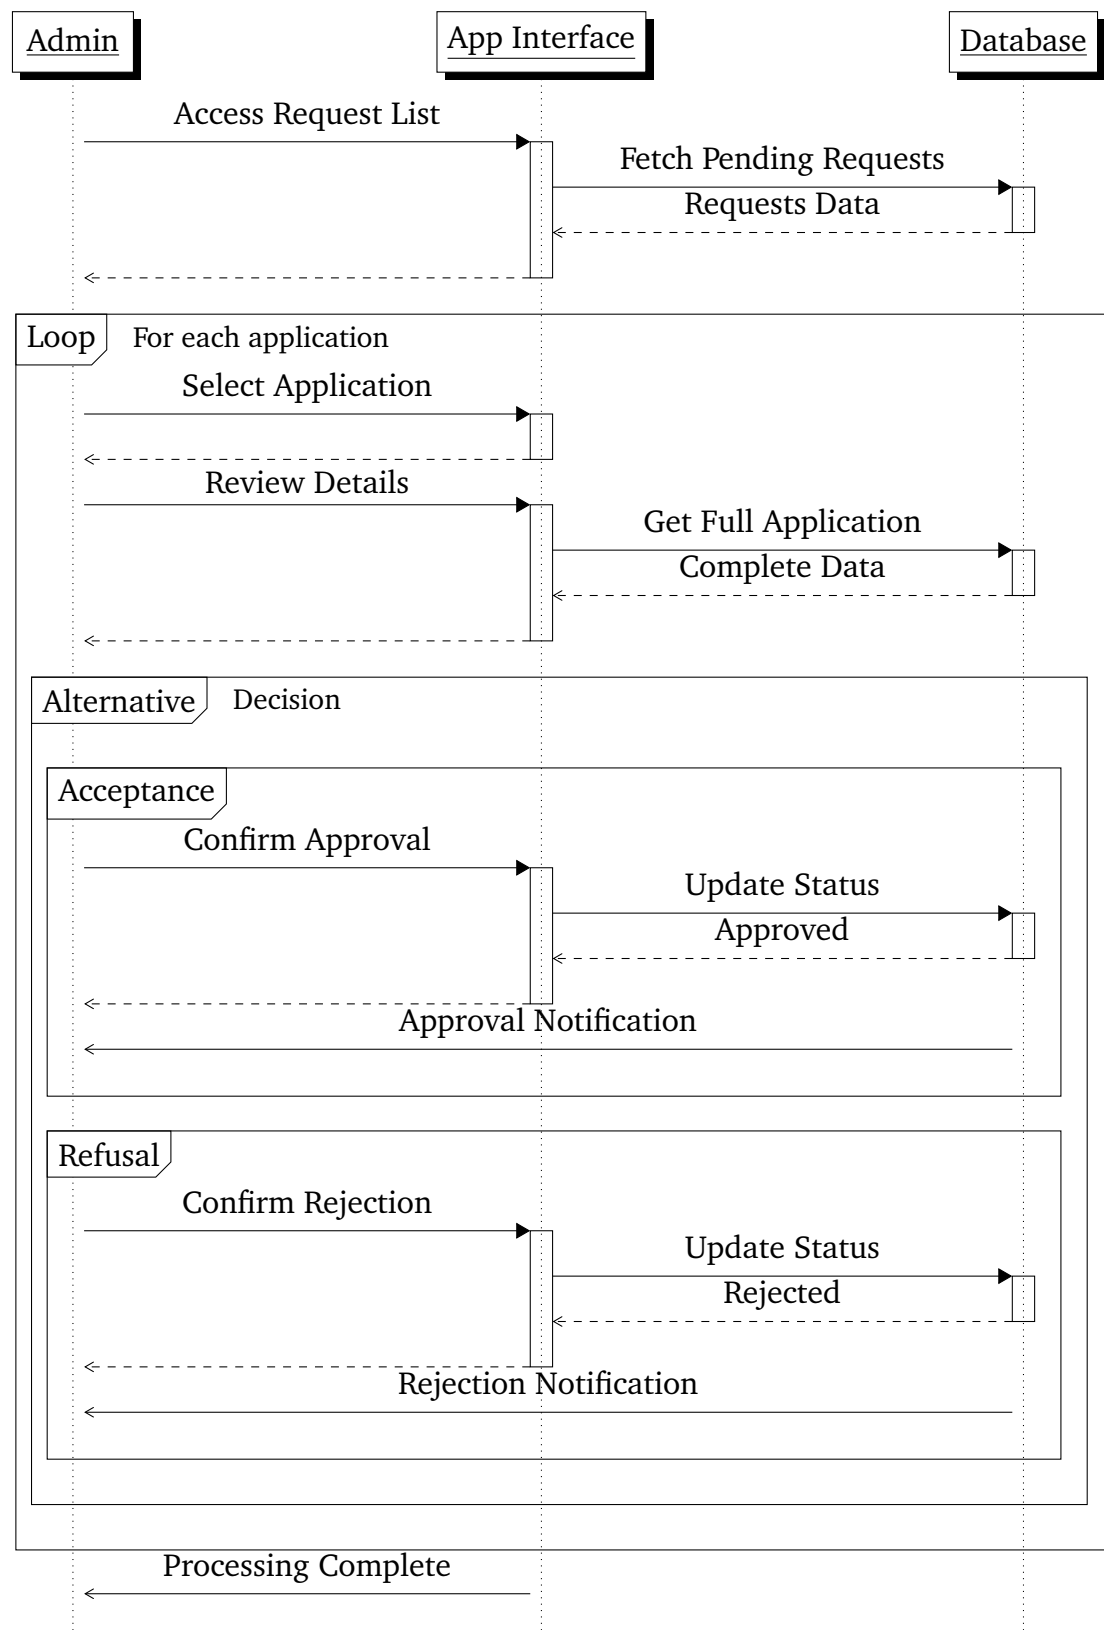 Admin
App Interface
Database
Access Request List
Fetch Pending Requests
Requests Data
Loop
For each application
Select Application
Review Details
Get Full Application
Complete Data
Alternative
Decision
Acceptance
Confirm Approval
Update Status
Approved
Approval Notification
Refusal
Confirm Rejection
Update Status
Rejected
Rejection Notification
Processing Complete